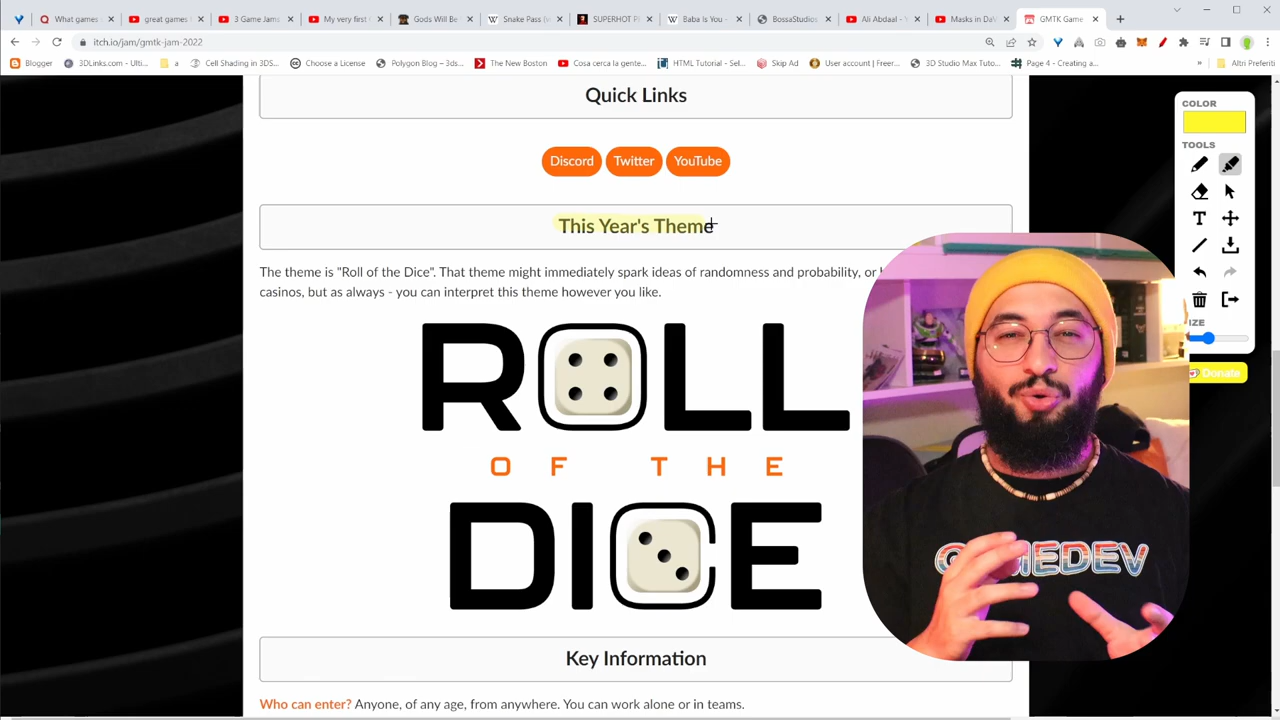 What games
great games
3 Game Jam
My very first
Gods Will Be
Snake Pass (v
SUPERHOT P
Baba Is You -
BossaStudios
Ali Abdaal - Y
Masks in Da
GMTK Game
itch.io/jam/gmtk-jam-2022
Blogger
3DLinks.com - Ulti...
a
Cell Shading in 3DS...
Choose a License
Polygon Blog – 3ds...
The New Boston
Cosa cerca la gente...
HTML Tutorial - Sel...
Skip Ad
User account | Freer...
3D Studio Max Tuto...
Page 4 - Creating a...
»
Altri Preferiti
Quick Links
Discord Twitter YouTube
This Year's Theme
The theme is "Roll of the Dice". That theme might immediately spark ideas of randomness and probability, or
casinos, but as always - you can interpret this theme however you like.
ROLL
OF THE
DICE
Key Information
Who can enter? Anyone, of any age, from anywhere. You can work alone or in teams.
COLOR
TOOLS
T
IZE
Donate
GAMEDEV